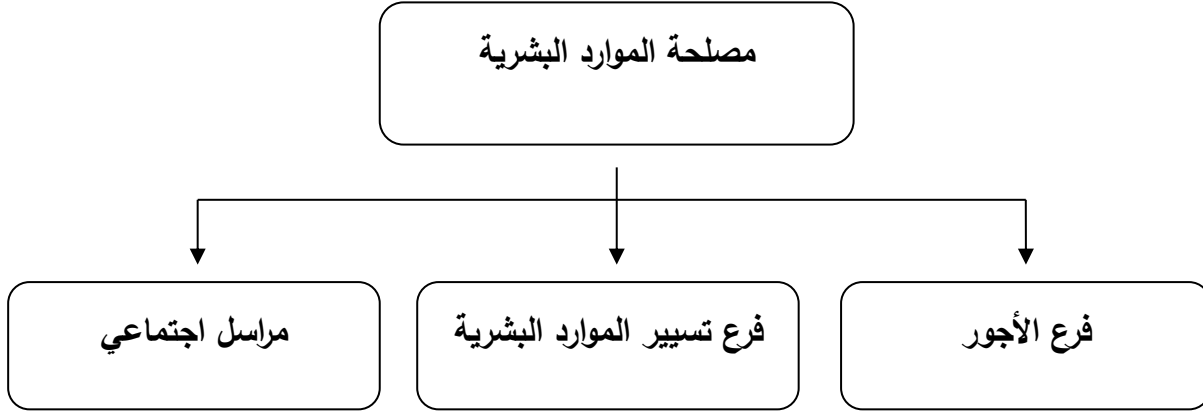 مصلحة الموارد البشرية
فرع الأجور
فرع تسيير الموارد البشرية
مراسل اجتماعي